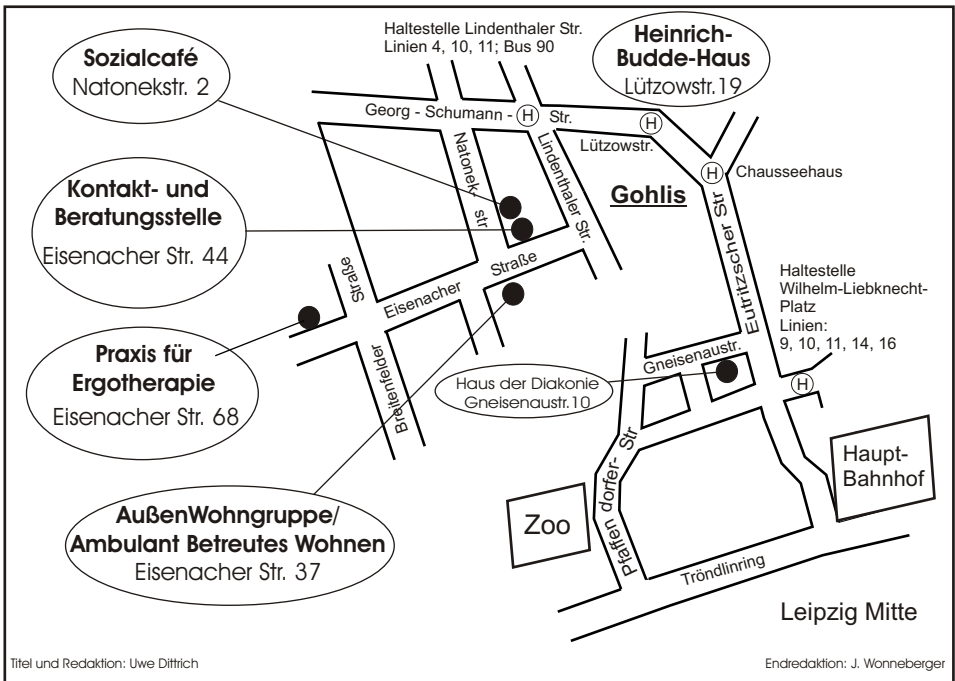 Haltestelle Lindenthaler Str.
Linien 4, 10, 11; Bus 90
Heinrich-
Budde-Haus
Lützowstr.19
Sozialcafé
Natonekstr. 2
Georg - Schumann-
H
Str.
H
Lützowstr.
H
H
Chausseehaus
Natonek-
str
Lindenthaler Str.
Gohlis
Kontakt- und
Beratungsstelle
Eisenacher Str. 44
Eutritzscher Str
Straße
Eisenacher
Straße
Haltestelle
Wilhelm-Liebknecht-
Platz
Linien:
9, 10, 11, 14, 16
H
Praxis für
Ergotherapie
Eisenacher Str. 68
Breitenfelder
Gneisenaustr.
Haus der Diakonie
Gneisenaustr.10
Haupt-
Bahnhof
Pfaffen dorfer-
Str
Zoo
AußenWohngruppe/
Ambulant Betreutes Wohnen
Eisenacher Str. 37
Tröndlinring
Leipzig Mitte
Titel und Redaktion: Uwe Dittrich
Endredaktion: J. Wonneberger